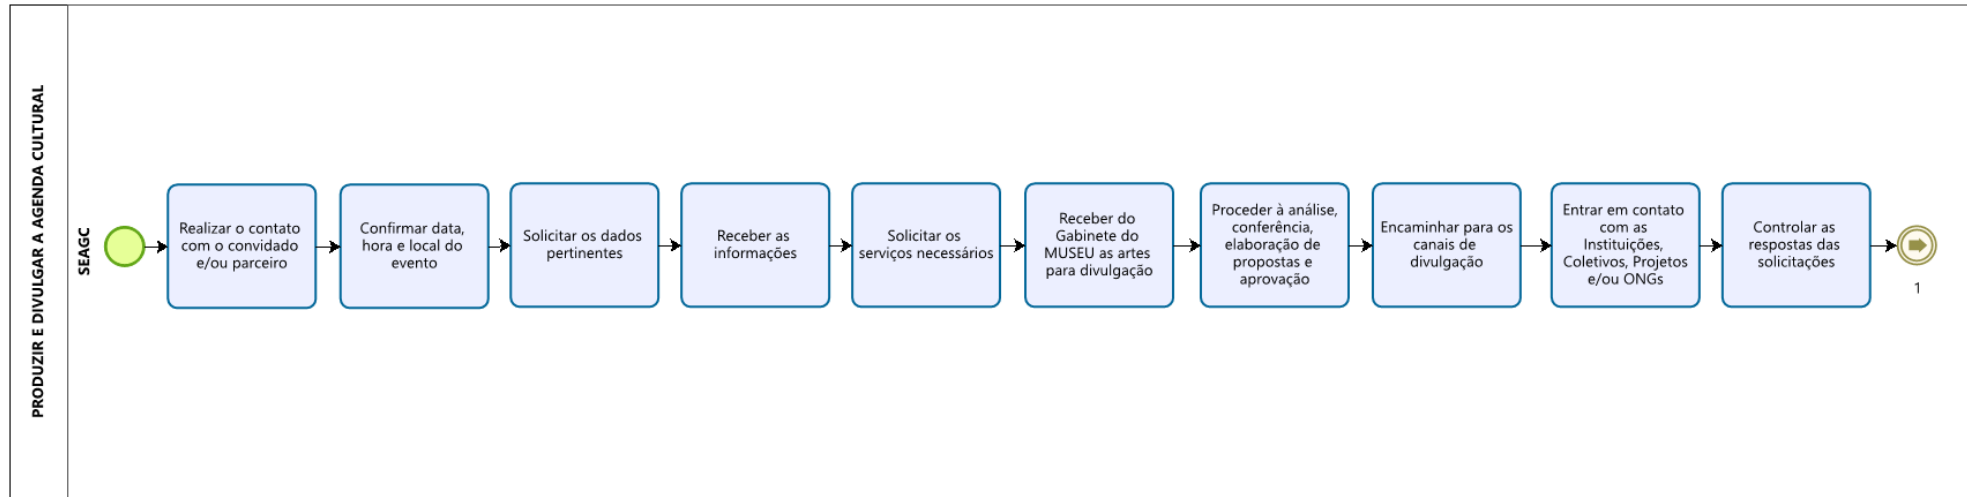 PRODUZIR E DIVULGAR A AGENDA CULTURAL
SEAGC
Realizar o contato
com o convidado
e/ou parceiro
Confirmar data,
hora e local do
evento
Solicitar os dados
pertinentes
Receber as
informações
Solicitar os
serviços necessários
Receber do
Gabinete do
MUSEU as artes
para divulgação
Proceder à análise,
conferência,
elaboração de
propostas e
aprovação
Encaminhar para os
canais de
divulgação
Entrar em contato
com as
Instituições,
Coletivos, Projetos
e/ou ONGs
Controlar as
respostas das
solicitações
1